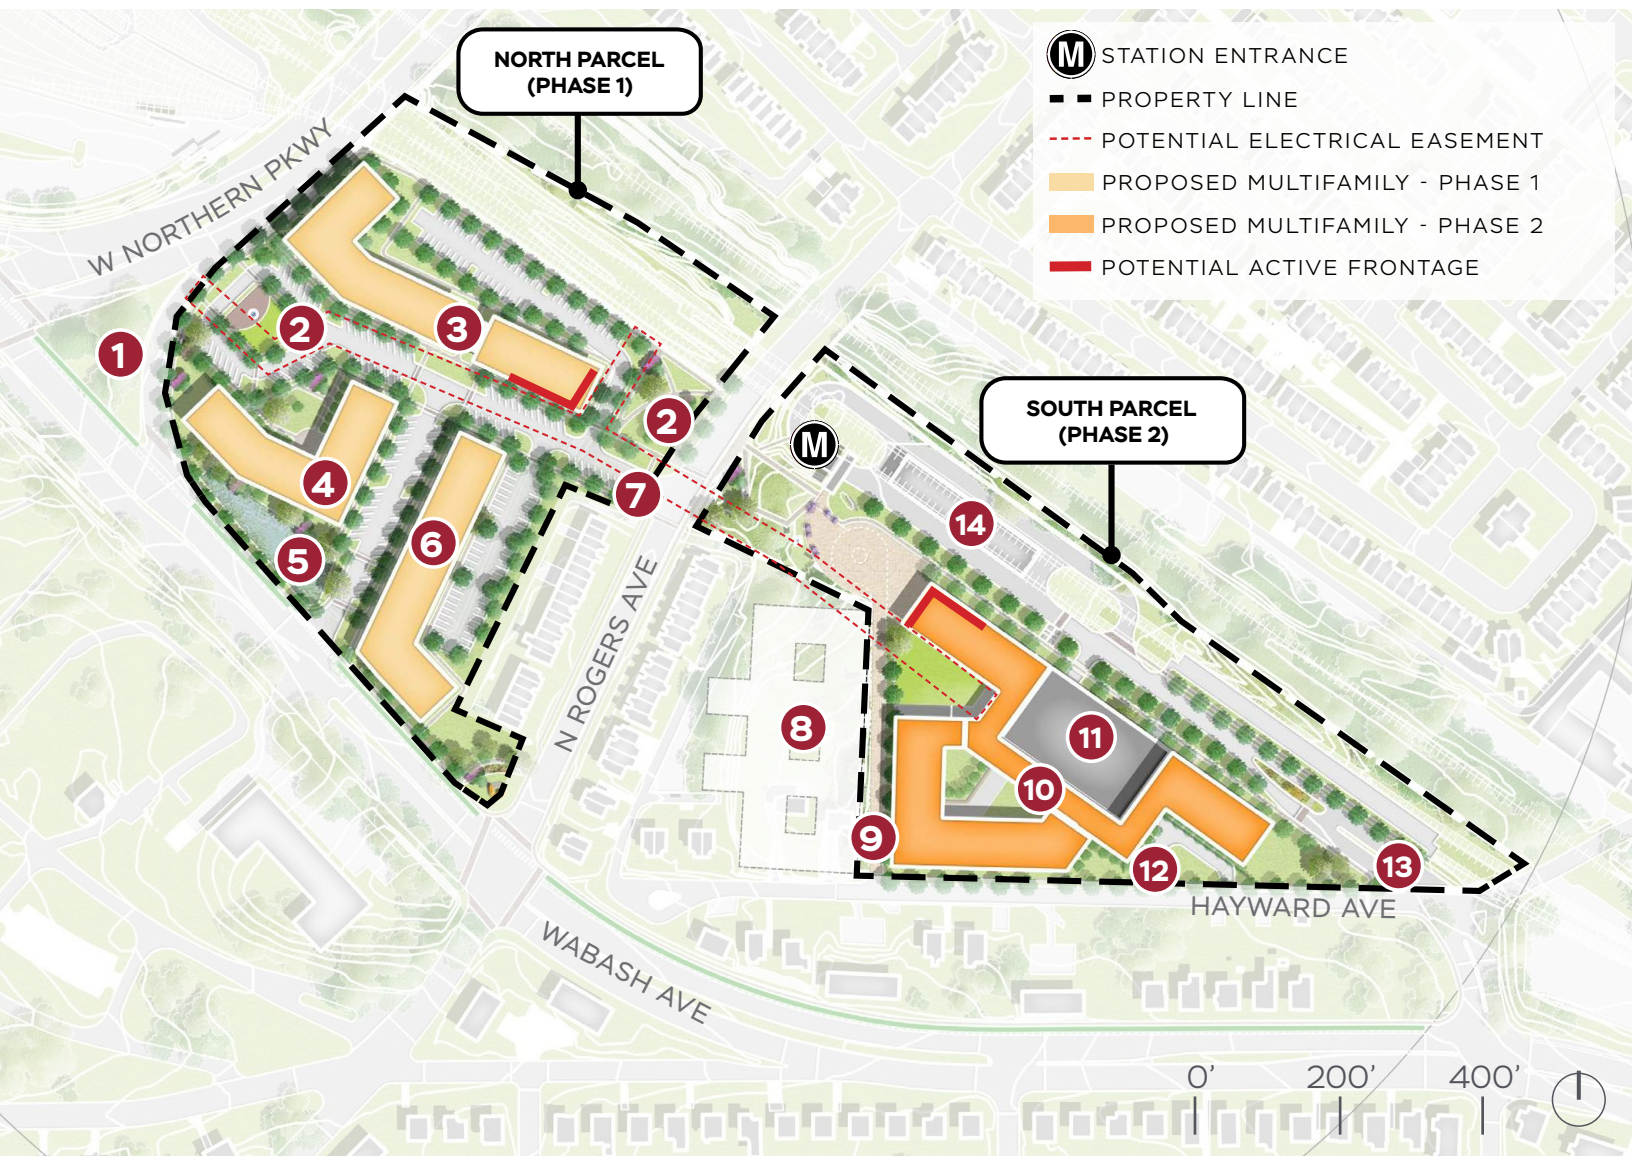 NORTH PARCEL
(PHASE 1)
M STATION ENTRANCE
PROPERTY LINE
POTENTIAL ELECTRICAL EASEMENT
PROPOSED MULTIFAMILY - PHASE 1
PROPOSED MULTIFAMILY - PHASE 2
POTENTIAL ACTIVE FRONTAGE
W NORTHERN PKWY
1
2
3
2
SOUTH PARCEL
(PHASE 2)
M
4
7
14
5
6
N ROGERS AVE
8
11
10
9
12
13
HAYWARD AVE
WABASH AVE
0' 200' 400'